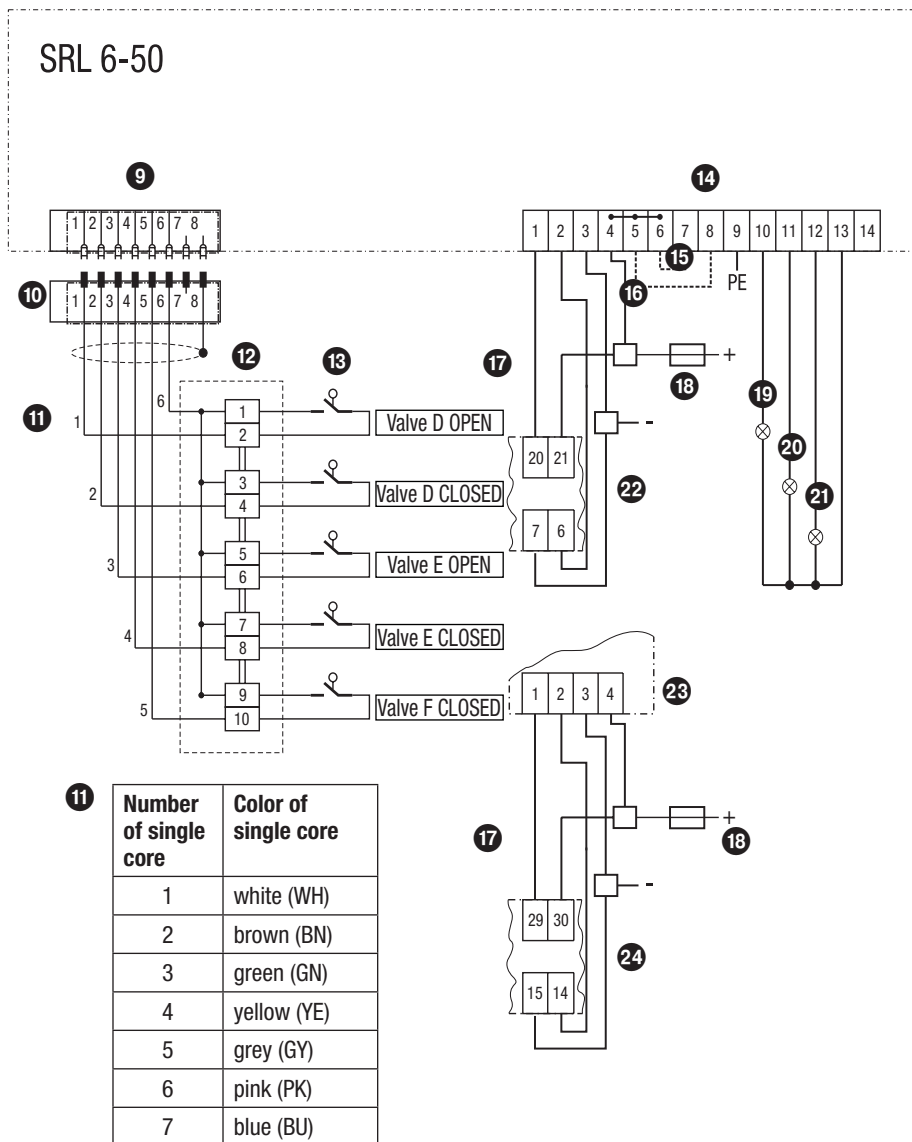 SRL 6-50
9
14
1 2 3 4 5 6 7 8
1 2 3 4 5 6 7 8 9 10 11 12 13 14
15
PE
10
1 2 3 4 5 6 7 8
16
12
13
17
18
+
19
11
6
1
1
2
Valve D OPEN
-
20
20 21
22
21
2
3
4
Valve D CLOSED
7 6
3
5
6
Valve E OPEN
4
7
8
Valve E CLOSED
5
9
10
Valve F CLOSED
1 2 3 4
23
11
Number of single core
Color of single core
1 white (WH)
2 brown (BN)
3 green (GN)
4 yellow (YE)
5 grey (GY)
6 pink (PK)
7 blue (BU)
17
+
18
-
29 30
24
15 14